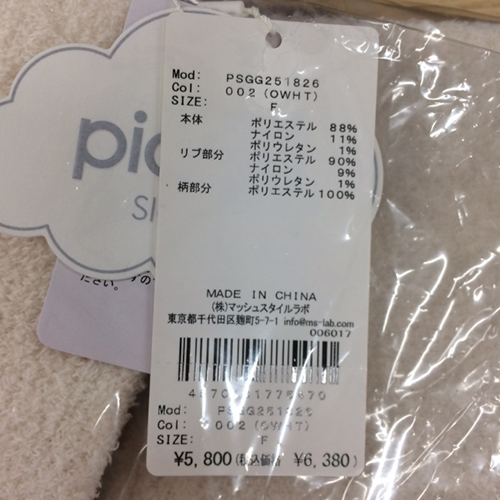 pi
Sl
ださい。
Mod: PSGG251826
Col: 002 (OWHT)
SIZE: F
本体 ポリエステル 88%
ナイロン 11%
ポリウレタン 1%
リブ部分 ポリエステル 90%
ナイロン 9%
ポリウレタン 1%
柄部分 ポリエステル 100%
MADE IN CHINA
(株)マッシュスタイルラボ
東京都千代田区麹町5-7-1 info@ms-lab.com
006017
Mod: PSGG251826
Col: 002 (OWHT)
SIZE: F
¥5,800 (税込価格 ¥6,380)